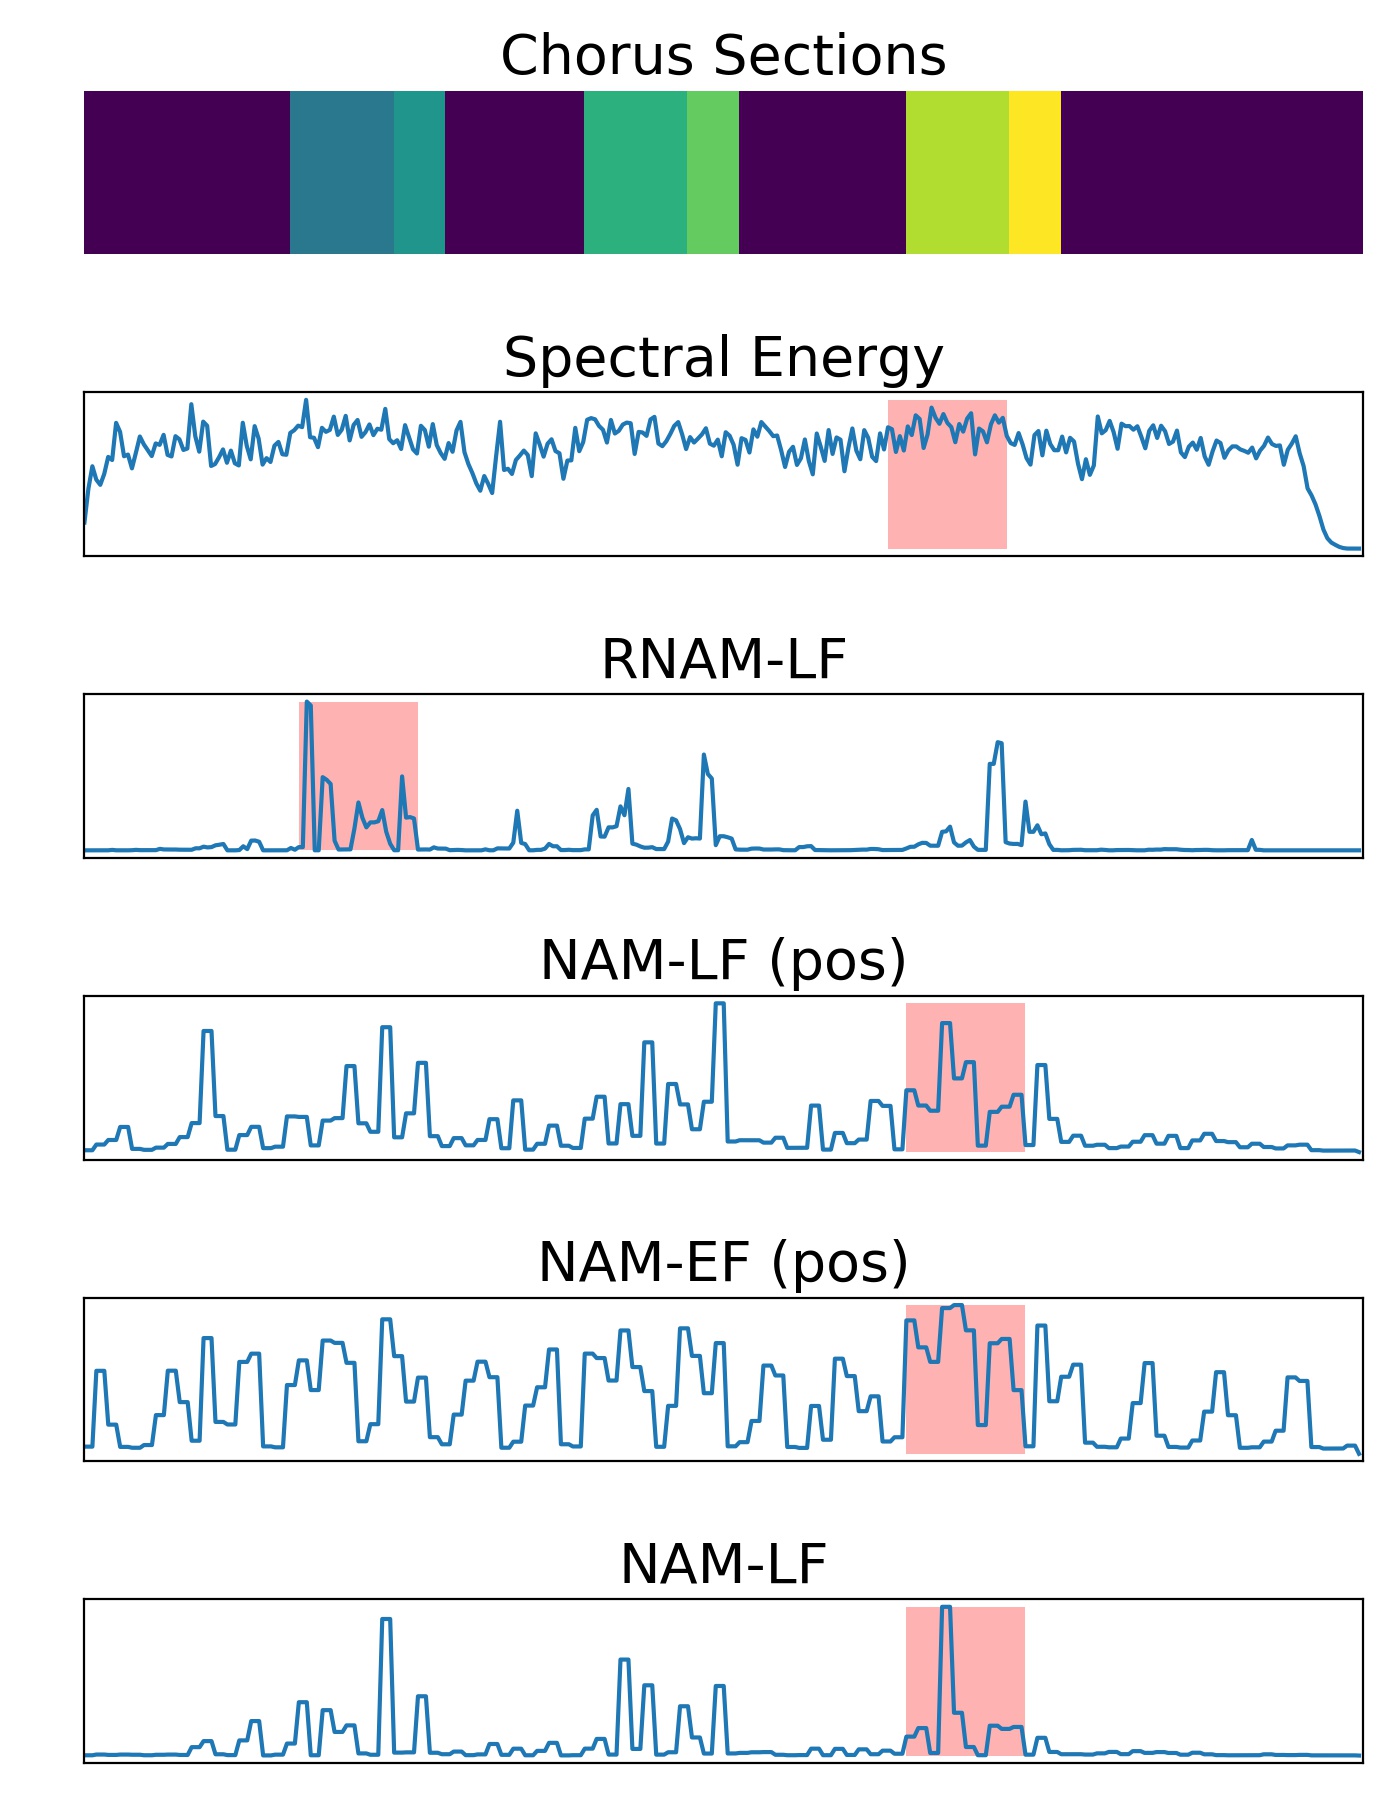 Chorus Sections
Spectral Energy
RNAM-LF
NAM-LF (pos)
NAM-EF (pos)
NAM-LF